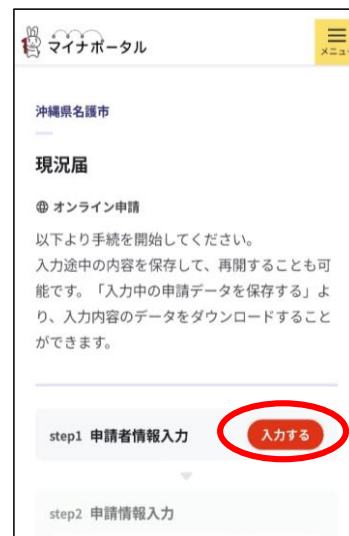 マイナポータル
メニュー
沖縄県名護市
現況届
オンライン申請
以下より手続を開始してください。
入力途中の内容を保存して、再開することも可
能です。「入力中の申請データを保存する」よ
り、入力内容のデータをダウンロードすること
ができます。
step1 申請者情報入力 入力する
step2 申請情報入力